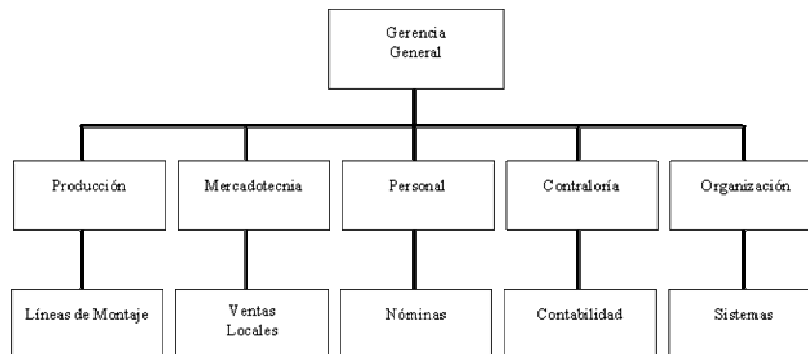 Gerencia
General
Producción
Mercadotecnia
Personal
Contraloría
Organización
Líneas de Montaje
Ventas
Locales
Nóminas
Contabilidad
Sistemas